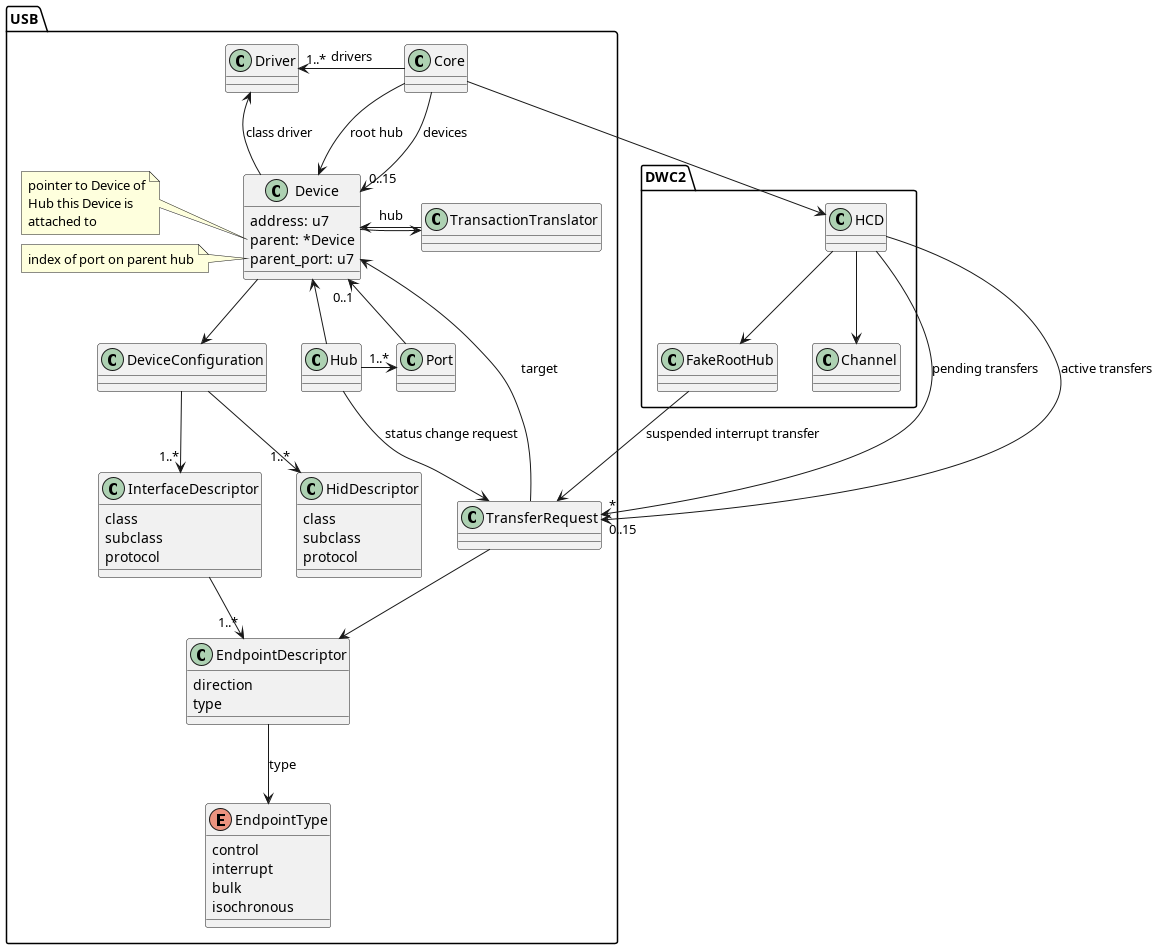 USB
C Driver
1..*
drivers
C Core
class driver
root hub
devices
0..15
pointer to Device of
Hub this Device is
attached to
index of port on parent hub
C Device
address: u7
parent: *Device
parent_port: u7
hub
C TransactionTranslator
DWC2
C HCD
0..1
C DeviceConfiguration
C Hub
1..*
C Port
target
C FakeRootHub
C Channel
pending transfers
active transfers
status change request
suspended interrupt transfer
1..*
1..*
C InterfaceDescriptor
class
subclass
protocol
C HidDescriptor
class
subclass
protocol
C TransferRequest
*
0..15
1..*
C EndpointDescriptor
direction
type
type
E EndpointType
control
interrupt
bulk
isochronous